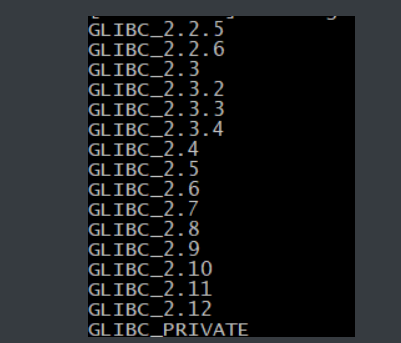 GLIBC_2.2.5
GLIBC_2.2.6
GLIBC_2.3
GLIBC_2.3.2
GLIBC_2.3.3
GLIBC_2.3.4
GLIBC_2.4
GLIBC_2.5
GLIBC_2.6
GLIBC_2.7
GLIBC_2.8
GLIBC_2.9
GLIBC_2.10
GLIBC_2.11
GLIBC_2.12
GLIBC_PRIVATE